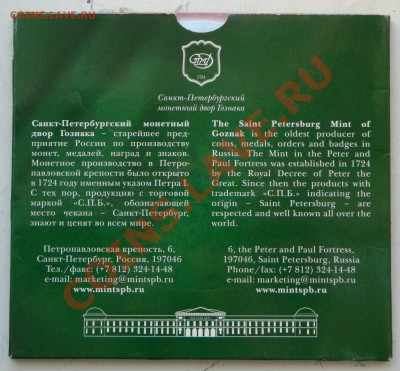 COINS.LAVE.RU
1724
Санкт-Петербургский
монетный двор Гознака
Санкт-Петербургский монетный
двор Гознака – старейшее пред-
приятие России по производству
монет, медалей, наград и знаков.
Монетное производство в Петро-
павловской крепости было открыто
в 1724 году именным указом Петра I.
С тех пор, продукцию с торговой
маркой «С.П.Б.», обозначающей
место чекана – Санкт-Петербург,
знают и ценят во всем мире.
Петропавловская крепость, 6,
Санкт-Петербург, Россия, 197046
Тел./факс: (+7 812) 324-14-48
e-mail: marketing@mintspb.ru
www.mintspb.ru
The Saint Petersburg Mint of
Goznak is the oldest producer of
coins, medals, orders and badges in
Russia. The Mint in the Peter and
Paul Fortress was established in 1724
by the Royal Decree of Peter the
Great. Since then the products with
trademark «С.П.Б.» indicating the
origin – Saint Petersburg – are
respected and well known all over the
world.
6, the Peter and Paul Fortress,
197046, Saint Petersburg, Russia
Phone/fax: (+7 812) 324-14-48
e-mail: marketing@mintspb.ru
www.mintspb.ru